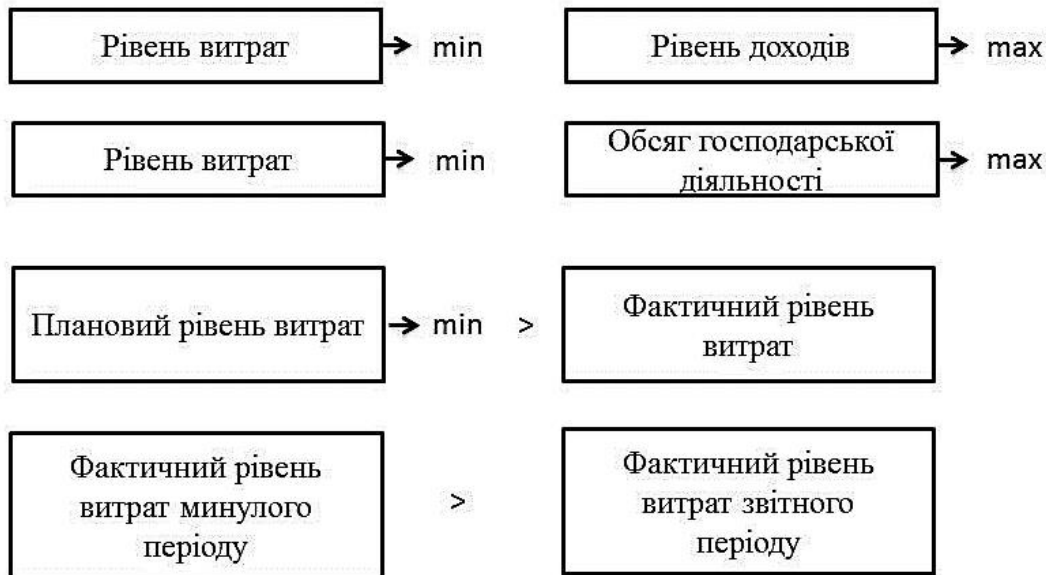 Рівень витрат → min Рівень доходів → max
Рівень витрат → min Обсяг господарської діяльності → max
Плановий рівень витрат → min > Фактичний рівень витрат
Фактичний рівень
витрат минулого
періоду
>
Фактичний рівень
витрат звітного
періоду